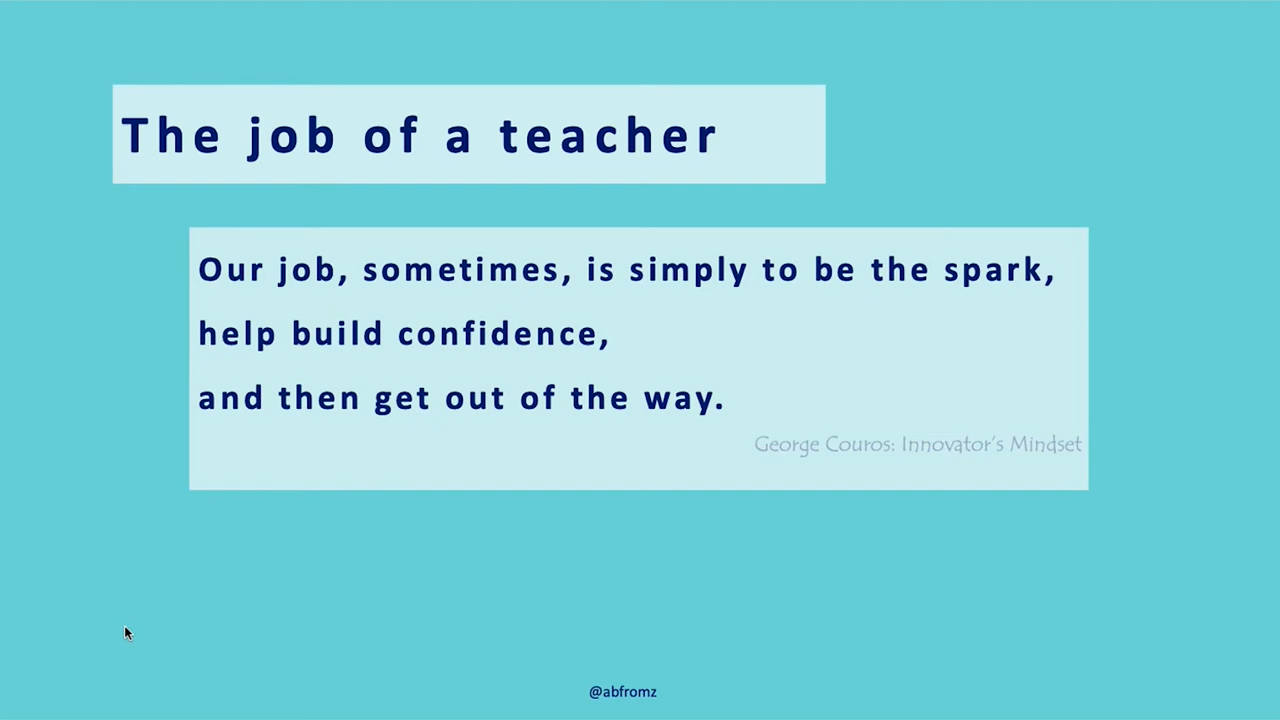 The job of a teacher
Our job, sometimes, is simply to be the spark,
help build confidence,
and then get out of the way.
George Couros: Innovator's Mindset
@abfromz